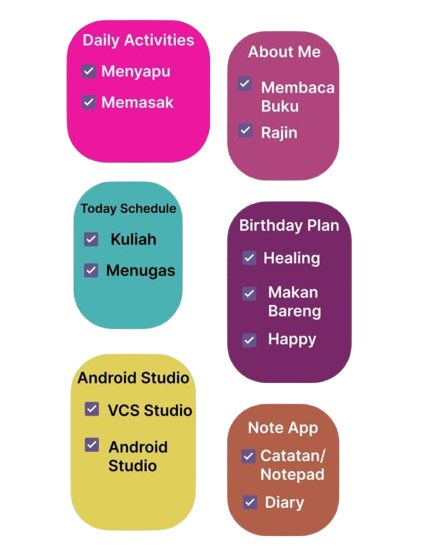 Daily Activities
Menyapu
Memasak
About Me
Membaca
Buku
Rajin
Today Schedule
Kuliah
Menugas
Birthday Plan
Healing
Makan
Bareng
Happy
Android Studio
VCS Studio
Android
Studio
Note App
Catatan/
Notepad
Diary